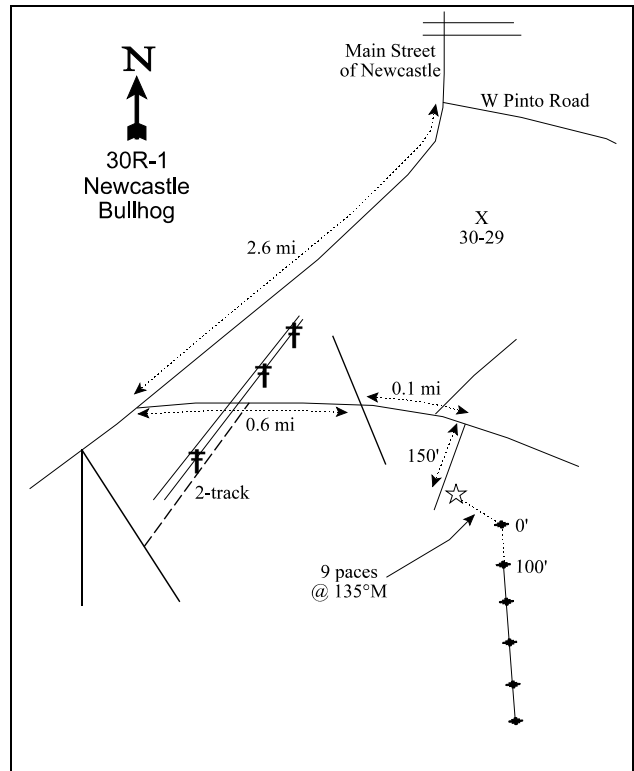 Main Street
of Newcastle
N
W Pinto Road
30R-1
Newcastle
Bullhog
X
30-29
2.6 mi
0.1 mi
0.6 mi
150'
2-track
0'
100'
9 paces
@ 135°M